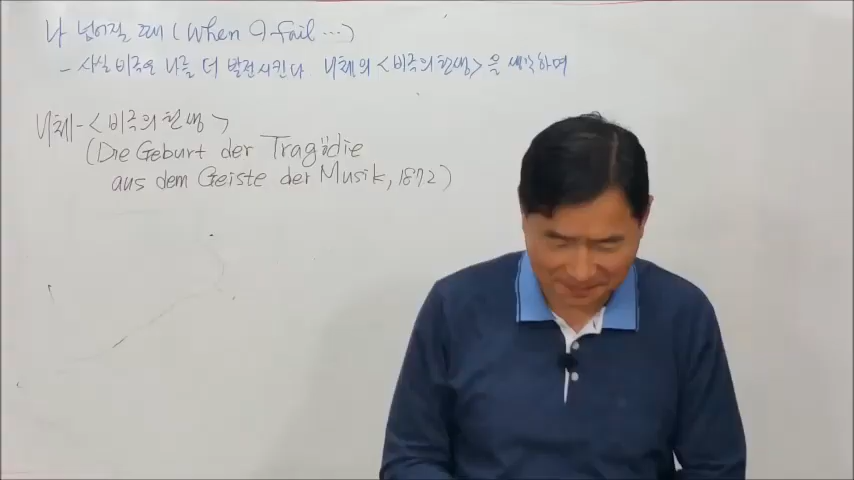 나 넘어질 때 (When I fail …)
- 사실 비극은 나를 더 발전시킨다 니체의 <비극의 탄생>을 생각하며
니체 - <비극의 탄생>
(Die Geburt der Tragödie
aus dem Geiste der Musik, 1872)